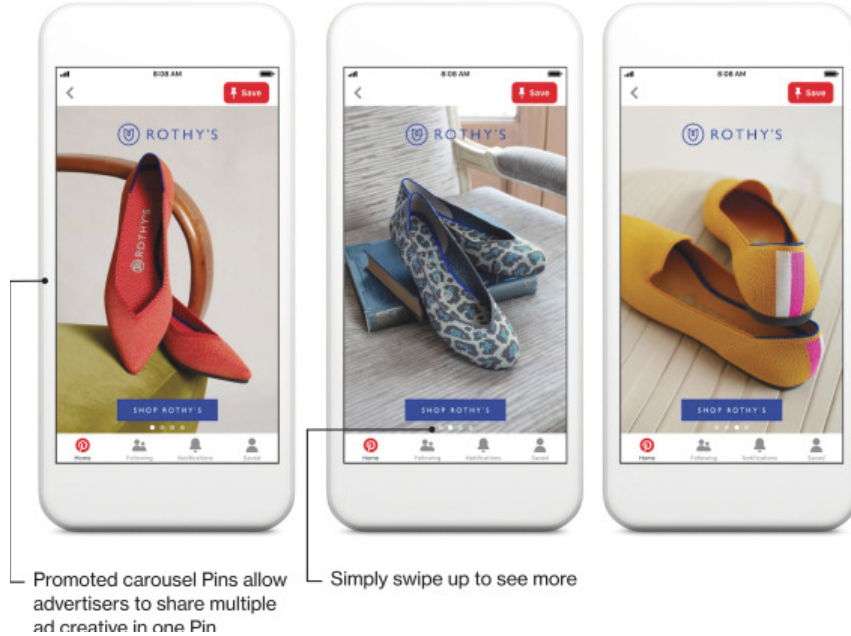 8:08 AM
Save
ROTHY'S
ROTHY'S
SHOP ROTHY'S
Home
Following
Notifications
Saved
8:08 AM
Save
ROTHY'S
SHOP ROTHY'S
Home
Following
Notifications
Saved
8:08 AM
Save
ROTHY'S
SHOP ROTHY'S
Home
Following
Notifications
Saved
Promoted carousel Pins allow
advertisers to share multiple
ad creative in one Pin
Simply swipe up to see more